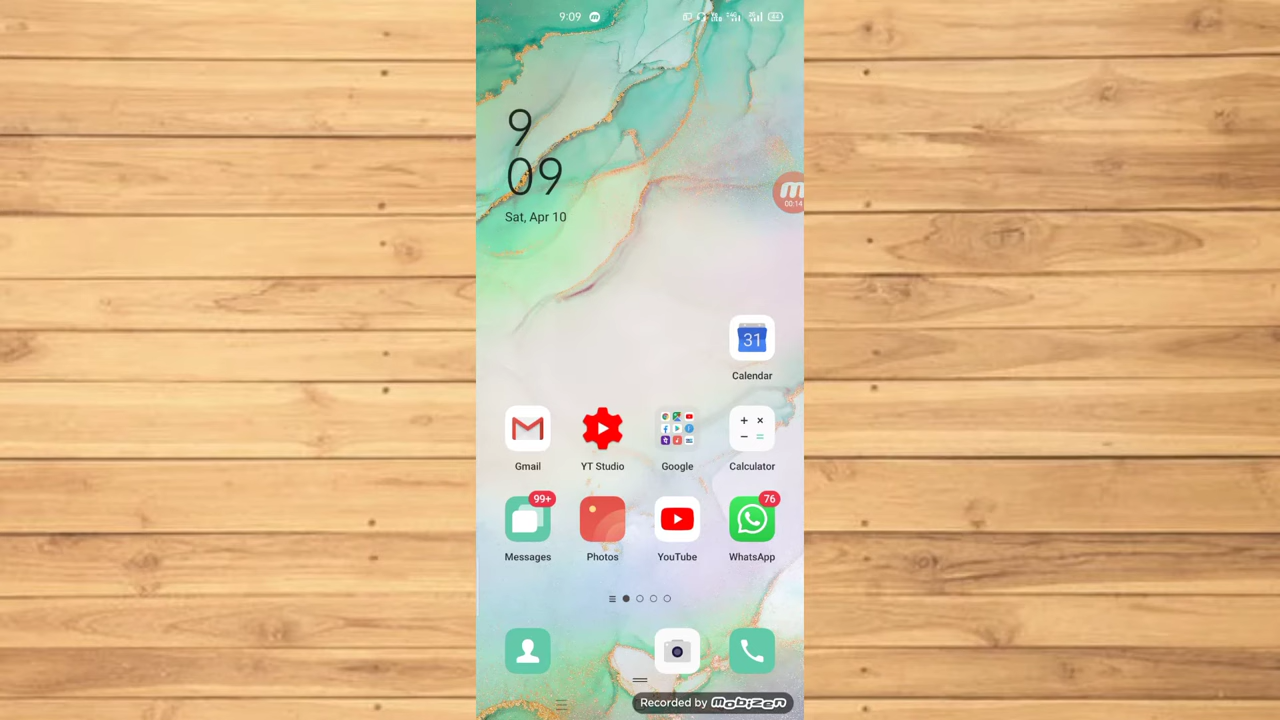 9:09
9
09
Sat, Apr 10
00:14
31
Calendar
Gmail
YT Studio
Google
Calculator
99+
76
Messages
Photos
YouTube
WhatsApp
Recorded by mobizen